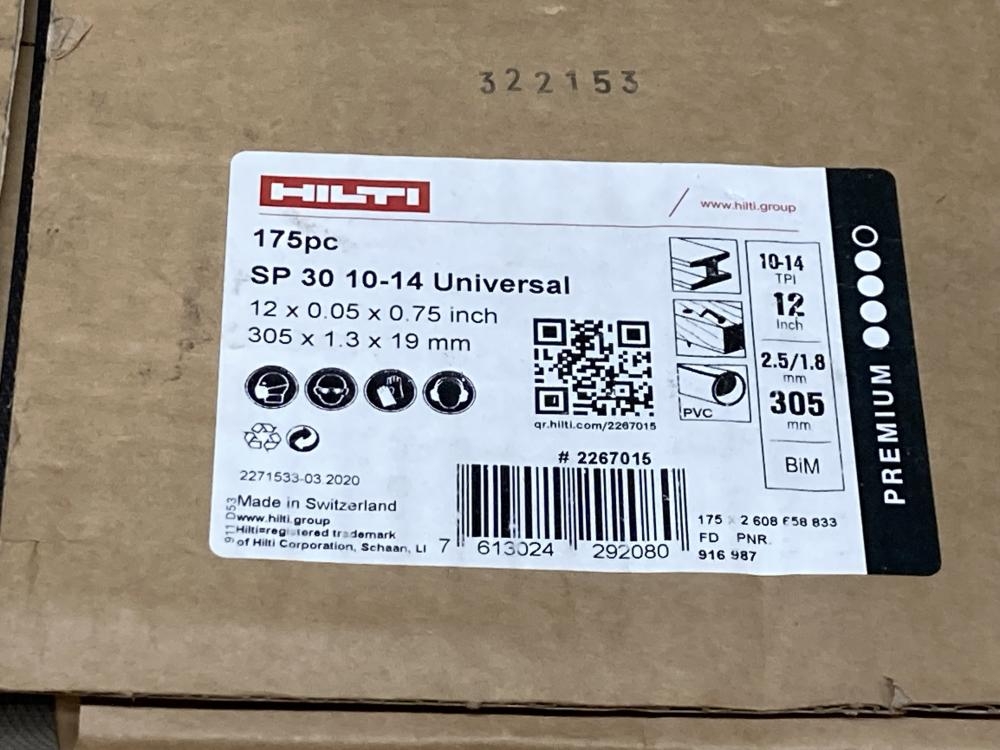 322153
HILTI
www.hilti.group
175pc
SP 30 10-14 Universal
12 x 0.05 x 0.75 inch
305 x 1.3 x 19 mm
qr.hilti.com/2267015
PVC
10-14
TPI
12
Inch
2.5/1.8
mm
305
mm
BiM
PREMIUM
2271533-03.2020
Made in Switzerland
www.hilti.group
Hilti=registered trademark
of Hilti Corporation, Schaan, LI
911 D53
# 2267015
7 613024 292080
175 x 2 608 658 833
FD PNR
916 987